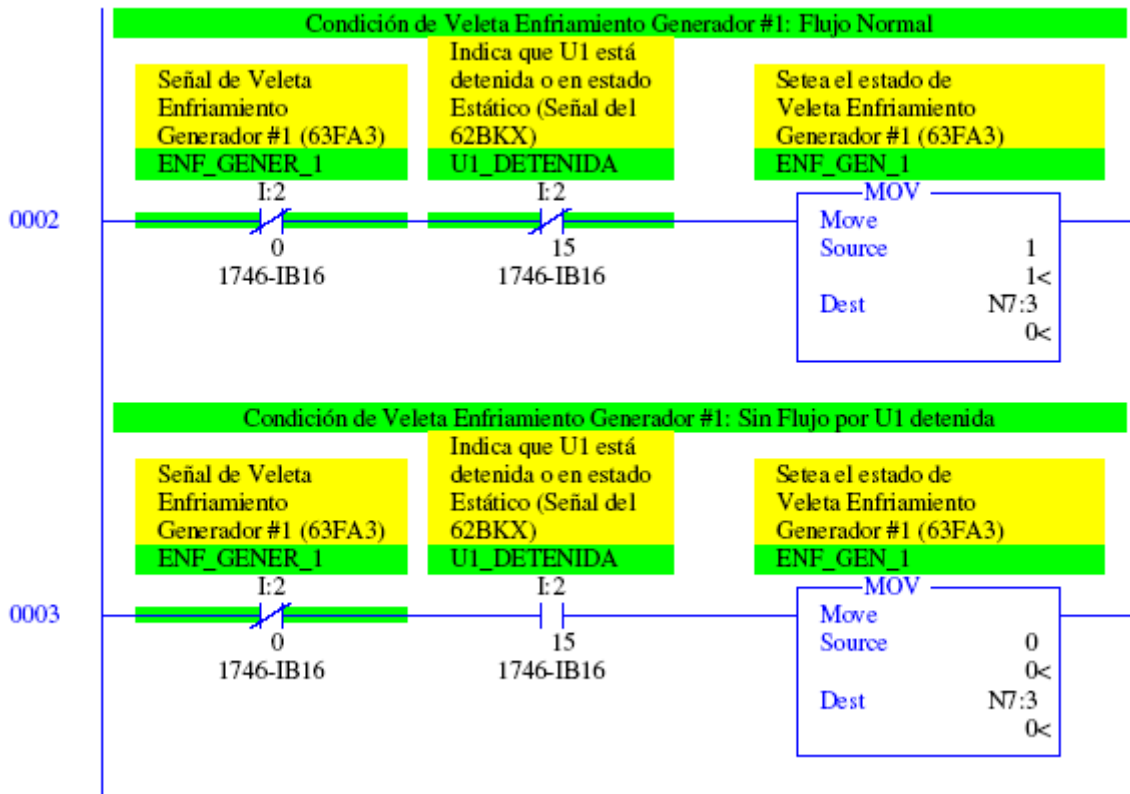 Condición de Veleta Enfriamiento Generador #1: Flujo Normal
Señal de Veleta
Enfriamiento
Generador #1 (63FA3)
ENF_GENER_1
I:2
0
1746-IB16
Indica que U1 está
detenida o en estado
Estático (Señal del
62BKX)
U1_DETENIDA
I:2
15
1746-IB16
Setea el estado de
Veleta Enfriamiento
Generador #1 (63FA3)
ENF_GEN_1
MOV
Move
Source 1
1<
Dest N7:3
0<
0002
Condición de Veleta Enfriamiento Generador #1: Sin Flujo por U1 detenida
Señal de Veleta
Enfriamiento
Generador #1 (63FA3)
ENF_GENER_1
I:2
0
1746-IB16
Indica que U1 está
detenida o en estado
Estático (Señal del
62BKX)
U1_DETENIDA
I:2
15
1746-IB16
Setea el estado de
Veleta Enfriamiento
Generador #1 (63FA3)
ENF_GEN_1
MOV
Move
Source 0
0<
Dest N7:3
0<
0003